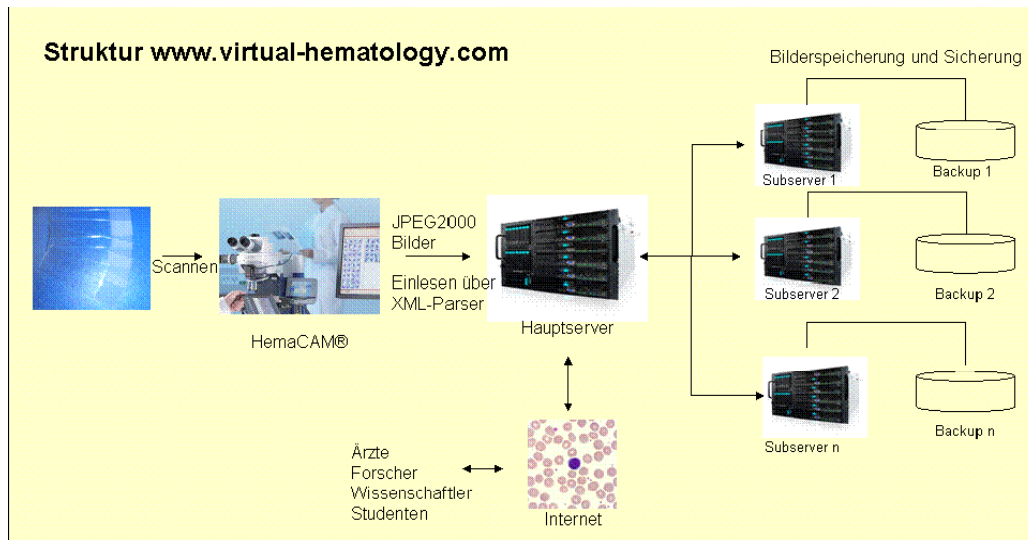 Struktur www.virtual-hematology.com
Bilderspeicherung und Sicherung
Scannen
HemaCAM®
JPEG2000
Bilder
Einlesen über
XML-Parser
Hauptserver
Subserver 1
Backup 1
Subserver 2
Backup 2
Subserver n
Backup n
Ärzte
Forscher
Wissenschaftler
Studenten
Internet